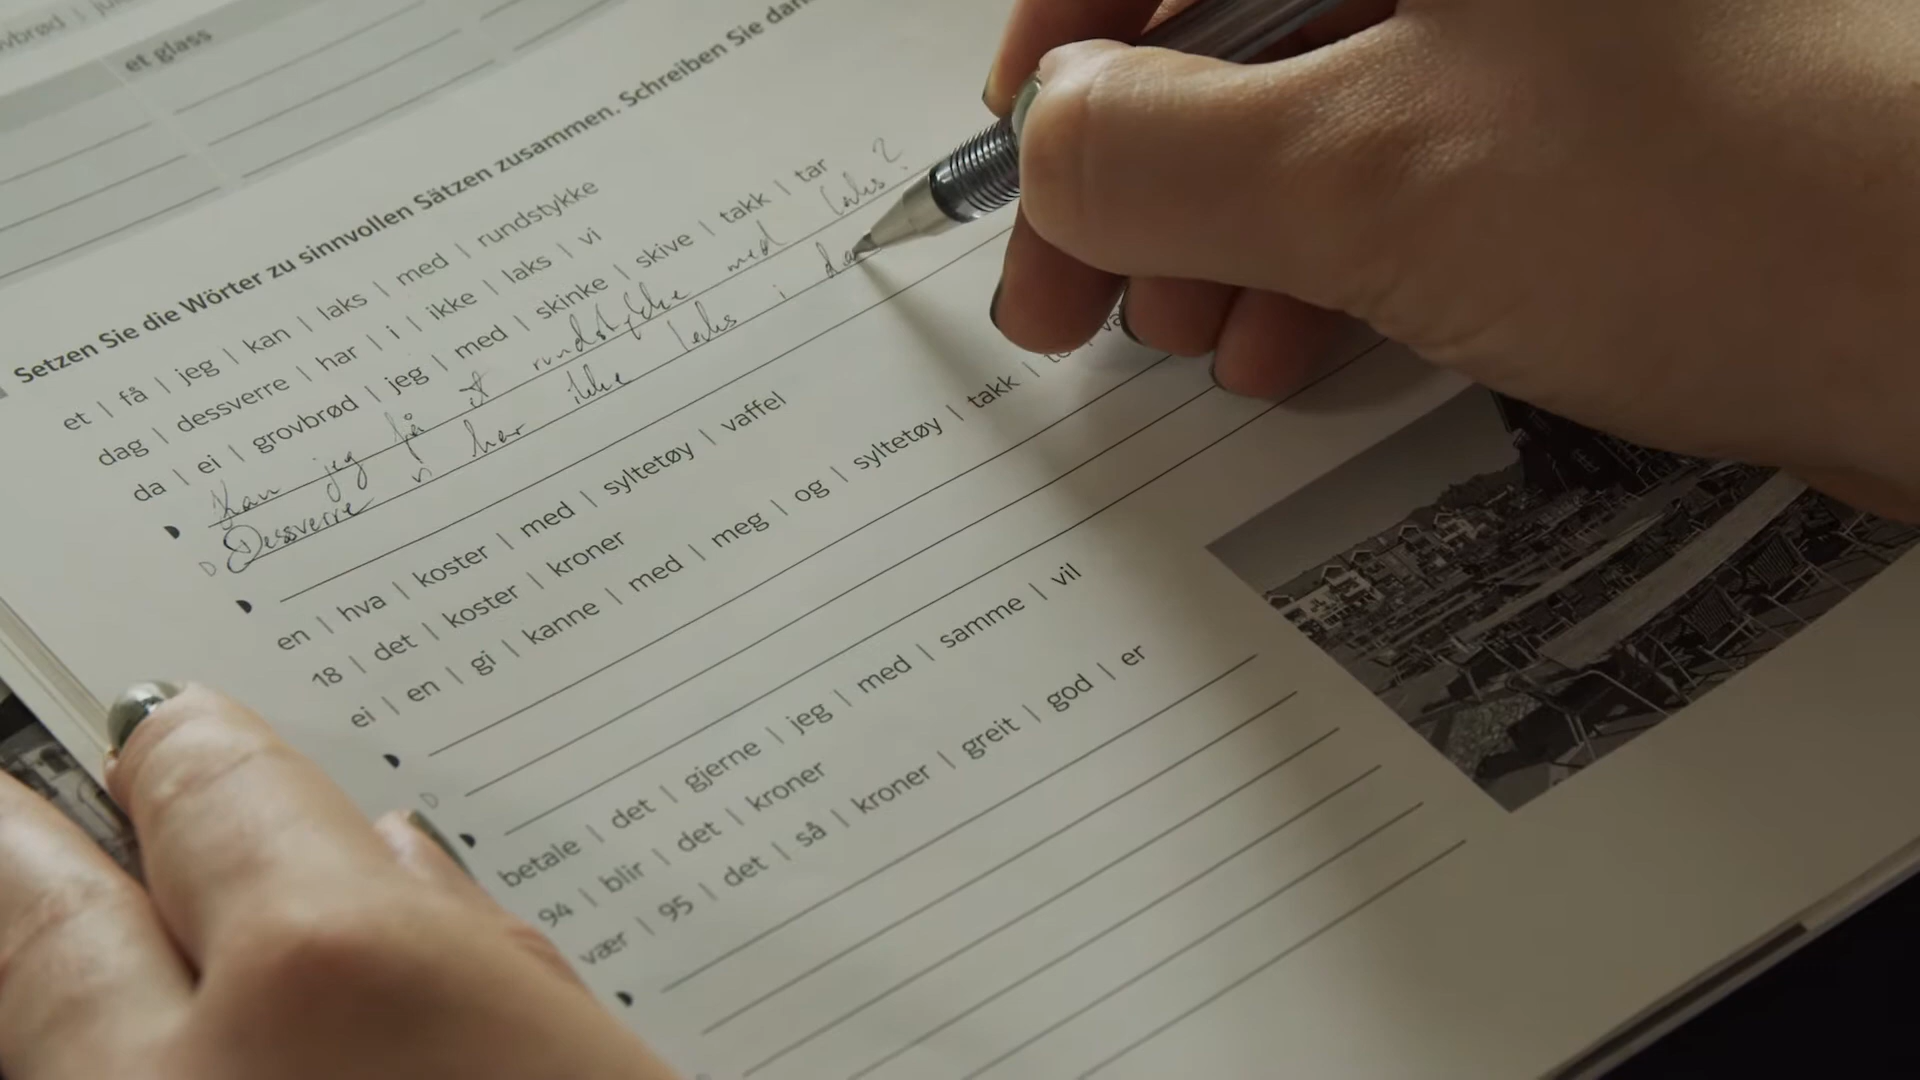 et glass
Setzen Sie die Wörter zu sinnvollen Sätzen zusammen. Schreiben Sie dann
et | få | jeg | kan | laks | med | rundstykke
dag | dessverre | har | i | ikke | laks | vi
da | ei | grovbrød | jeg | med | skinke | skive | takk | tar
Kan jeg få et rundstykke med laks?
Dessverre vi har ikke laks i da
en | hva | koster | med | syltetøy | vaffel
18 | det | koster | kroner
ei | en | gi | kanne | med | meg | og | syltetøy | takk |
betale | det | gjerne | jeg | med | samme | vil
94 | blir | det | kroner
vær | 95 | det | så | kroner | greit | god | er